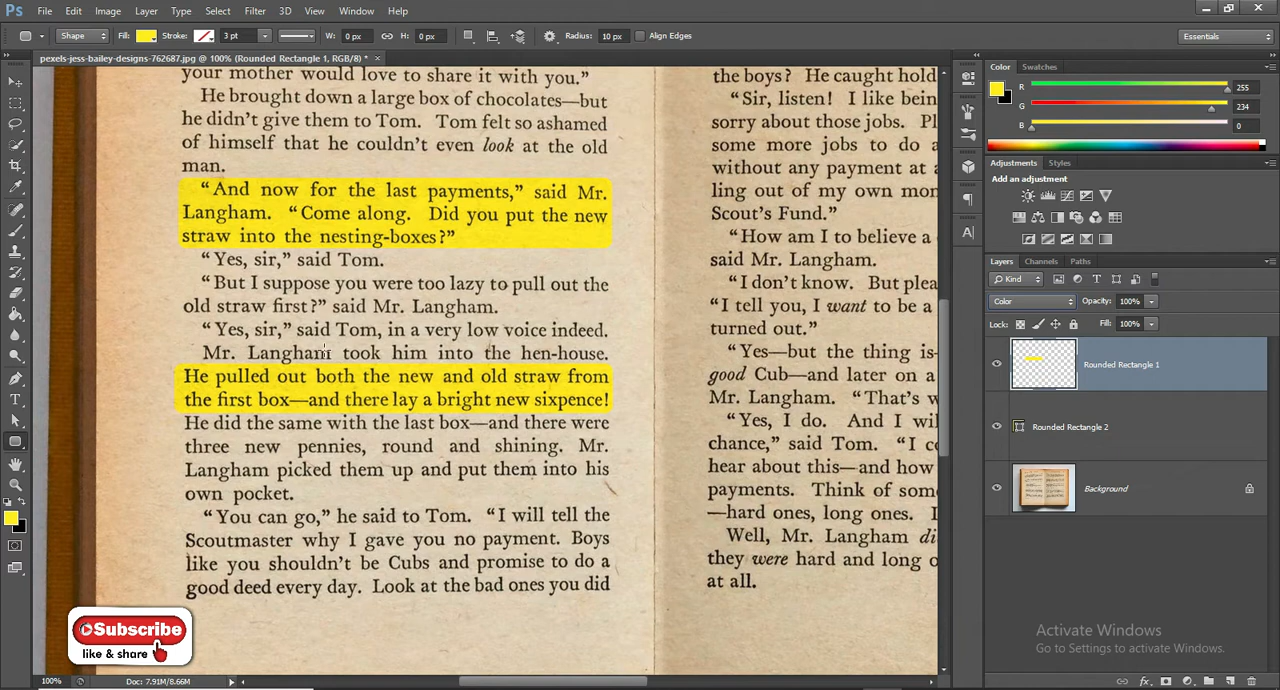 Ps File Edit Image Layer Type Select Filter 3D View Window Help
Shape Fill: Stroke: 3 pt W: 0 px H: 0 px Radius: 10 px Align Edges Essentials
pexels-jess-bailey-designs-762687.jpg @ 100% (Rounded Rectangle 1, RGB/8) * ×
your mother would love to share it with you.”
He brought down a large box of chocolates—but
he didn’t give them to Tom. Tom felt so ashamed
of himself that he couldn’t even look at the old
man.
“And now for the last payments,” said Mr.
Langham. “Come along. Did you put the new
straw into the nesting-boxes?”
“Yes, sir,” said Tom.
“But I suppose you were too lazy to pull out the
old straw first?” said Mr. Langham.
“Yes, sir,” said Tom, in a very low voice indeed.
Mr. Langham took him into the hen-house.
He pulled out both the new and old straw from
the first box—and there lay a bright new sixpence!
He did the same with the last box—and there were
three new pennies, round and shining. Mr.
Langham picked them up and put them into his
own pocket.
“You can go,” he said to Tom. “I will tell the
Scoutmaster why I gave you no payment. Boys
like you shouldn’t be Cubs and promise to do a
good deed every day. Look at the bad ones you did
the boys? He caught hold
“Sir, listen! I like bein
sorry about those jobs. Pl
some more jobs to do a
without any payment at a
ling out of my own mon
Scout’s Fund.”
“How am I to believe a
said Mr. Langham.
“I don’t know. But plea
“I tell you, I want to be
turned out.”
“Yes—but the thing is-
good Cub—and later on a
Mr. Langham. “That’s w
“Yes, I do. And I wil
chance,” said Tom. “I c
hear about this—and how
payments. Think of som
—hard ones, long ones. I
Well, Mr. Langham di
they were hard and long o
at all.
Subscribe
like & share
100% Doc: 7.91M/8.66M
Color Swatches
R 255
G 234
B 0
Adjustments Styles
Add an adjustment
Layers Channels Paths
Kind
Color Opacity: 100%
Lock: Fill: 100%
Rounded Rectangle 1
Rounded Rectangle 2
Background
Activate Windows
Go to Settings to activate Windows.